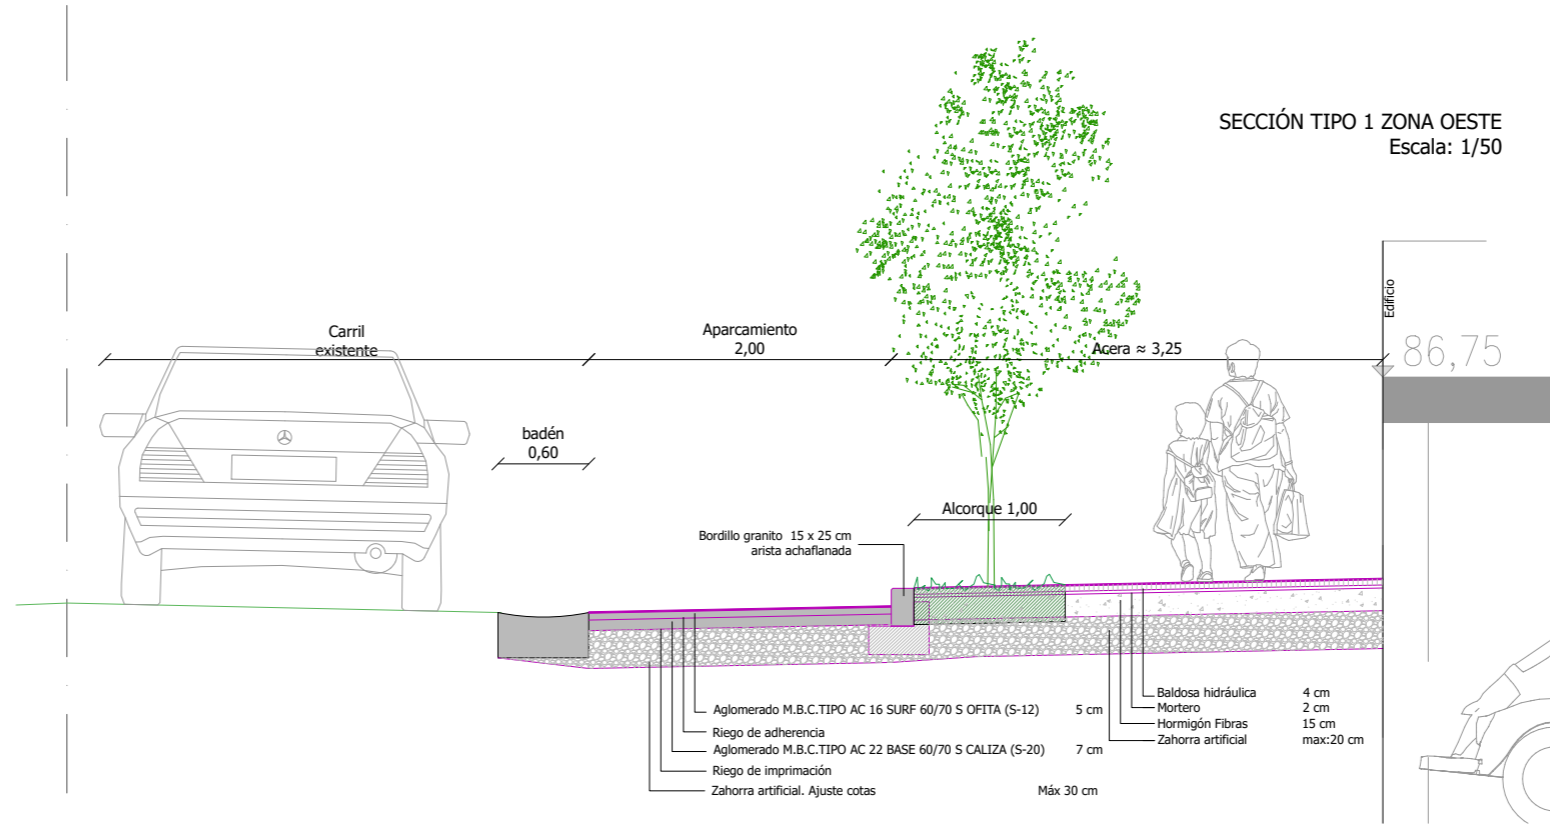 SECCIÓN TIPO 1 ZONA OESTE
Escala: 1/50
Edificio
86,75
Carril
existente
Aparcamiento
2,00
Acera ≈ 3,25
badén
0,60
Alcorque 1,00
Bordillo granito 15 x 25 cm
arista achaflanada
Aglomerado M.B.C.TIPO AC 16 SURF 60/70 S OFITA (S-12) 5 cm
Riego de adherencia
Aglomerado M.B.C.TIPO AC 22 BASE 60/70 S CALIZA (S-20) 7 cm
Riego de imprimación
Zahorra artificial. Ajuste cotas Máx 30 cm
Baldosa hidráulica 4 cm
Mortero 2 cm
Hormigón Fibras 15 cm
Zahorra artificial max:20 cm